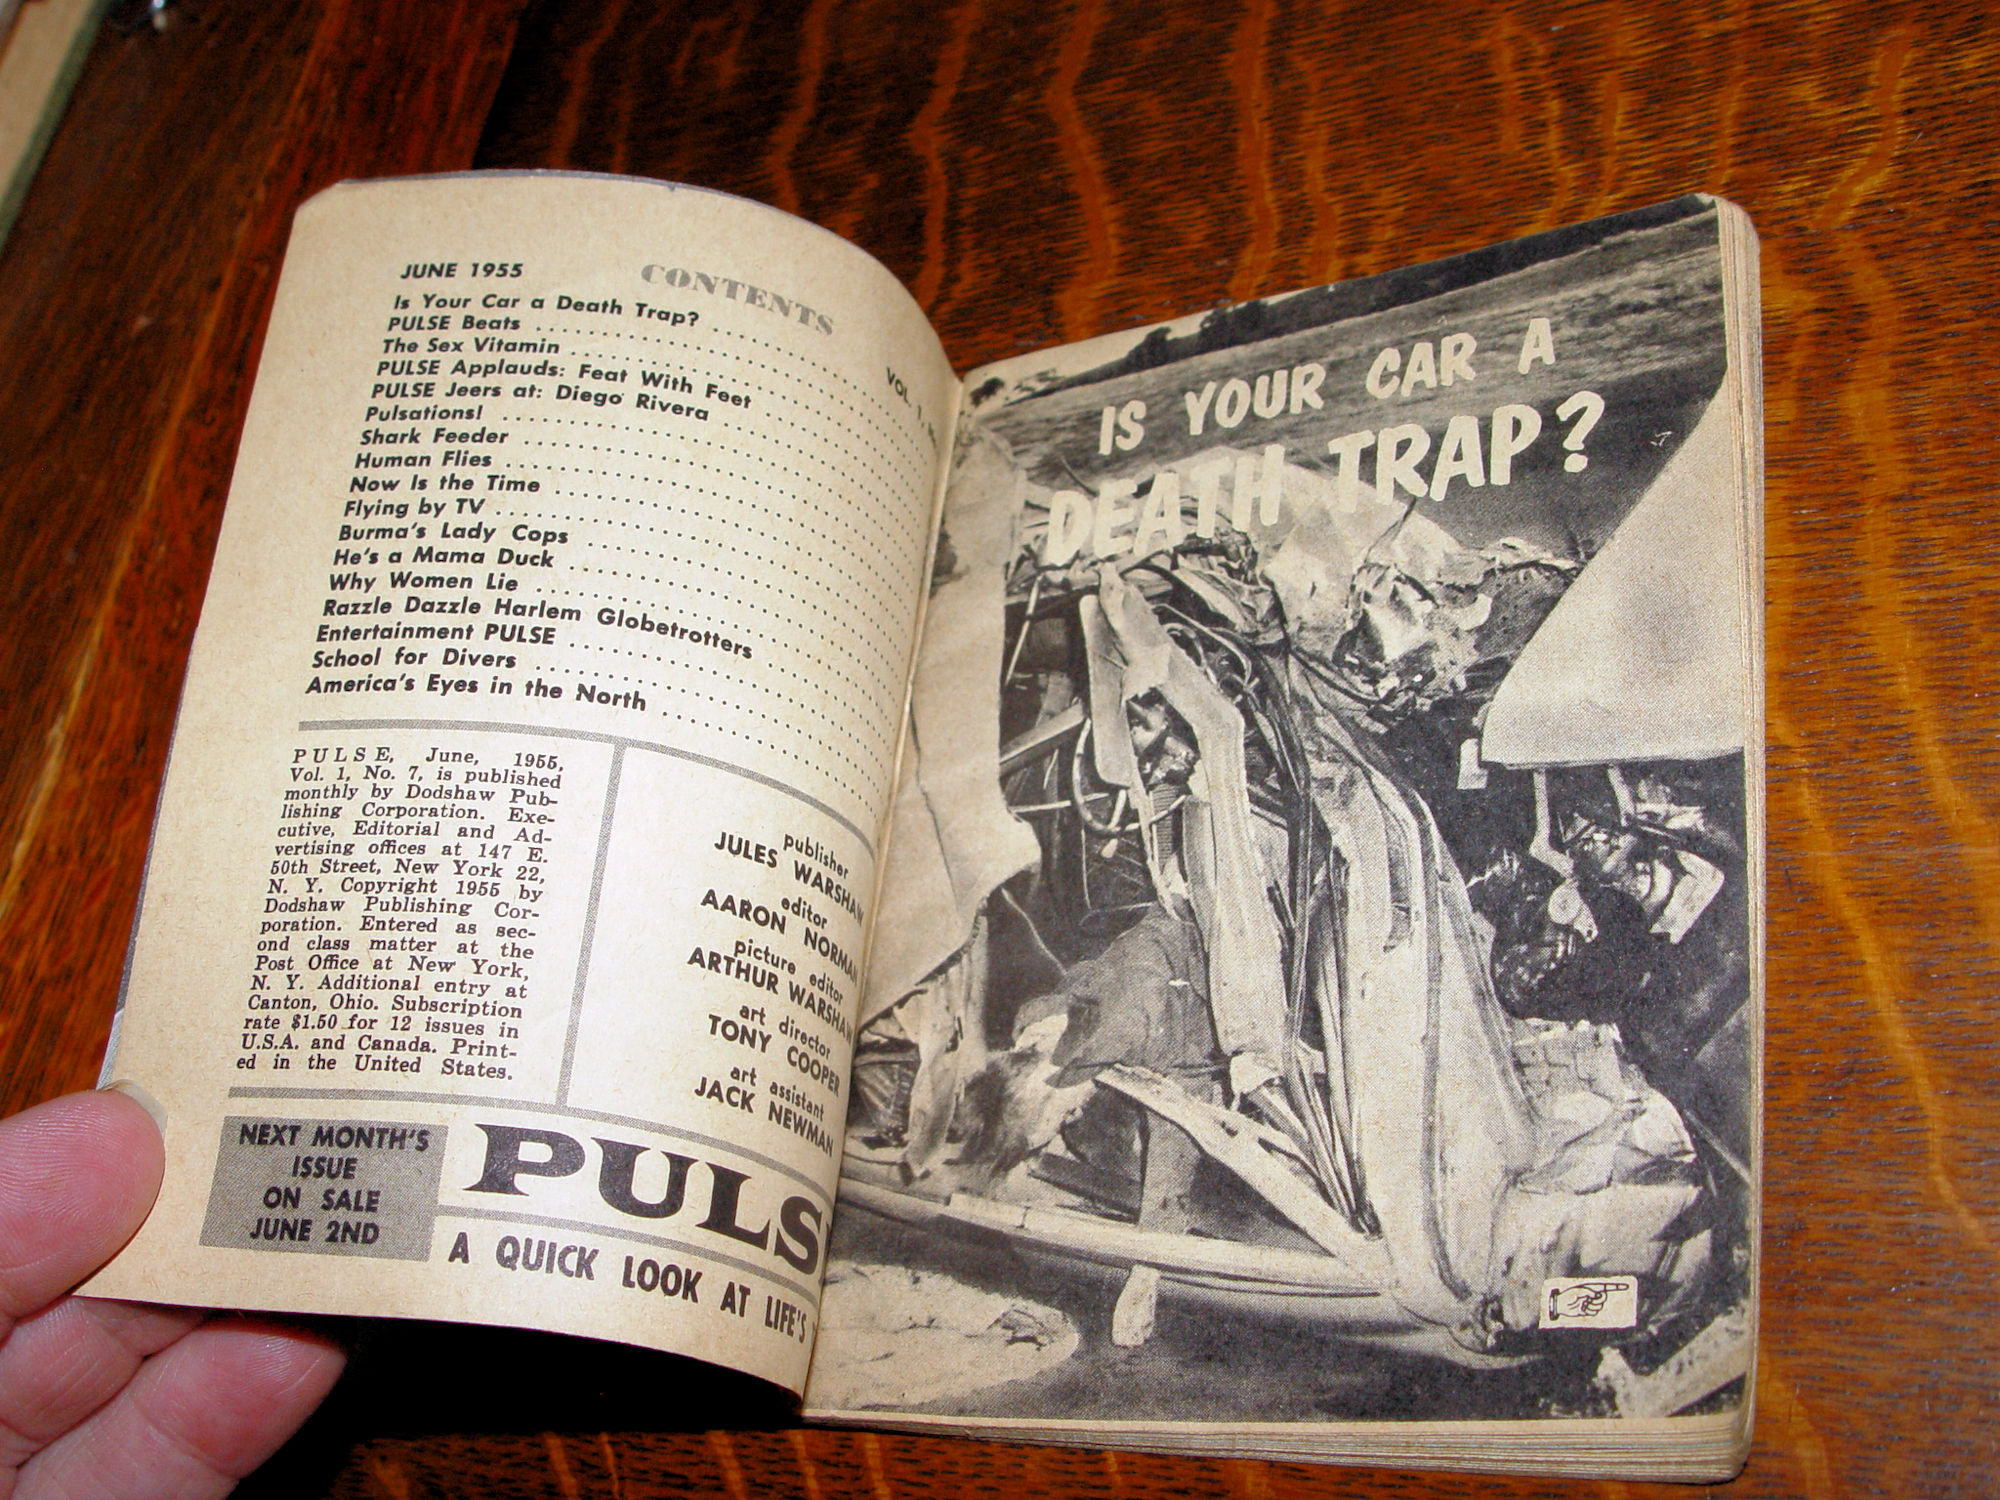 JUNE 1955
CONTENTS
VOL. 1,
Is Your Car a Death Trap?
PULSE Beats
The Sex Vitamin
PULSE Applauds: Feat With Feet
PULSE Jeers at: Diego Rivera
Pulsations!
Shark Feeder
Human Flies
Now Is the Time
Flying by TV
Burma's Lady Cops
He's a Mama Duck
Why Women Lie
Razzle Dazzle Harlem Globetrotters
Entertainment PULSE
School for Divers
America's Eyes in the North
PULSE, June, 1955,
Vol. 1, No. 7, is published
monthly by Dodshaw Pub-
lishing Corporation. Exe-
cutive, Editorial and Ad-
vertising offices at 147 E.
50th Street, New York 22,
N. Y. Copyright 1955 by
Dodshaw Publishing Cor-
poration. Entered as sec-
ond class matter at the
Post Office at New York,
N. Y. Additional entry at
Canton, Ohio. Subscription
rate $1.50 for 12 issues in
U.S.A. and Canada. Print-
ed in the United States.
publisher
JULES WARSHAW
editor
AARON NORMAN
picture editor
ARTHUR WARSHAW
art director
TONY COOPER
art assistant
JACK NEWMAN
NEXT MONTH'S
ISSUE
ON SALE
JUNE 2ND
PULS
A QUICK LOOK AT LIFE'S
IS YOUR CAR A
DEATH TRAP?